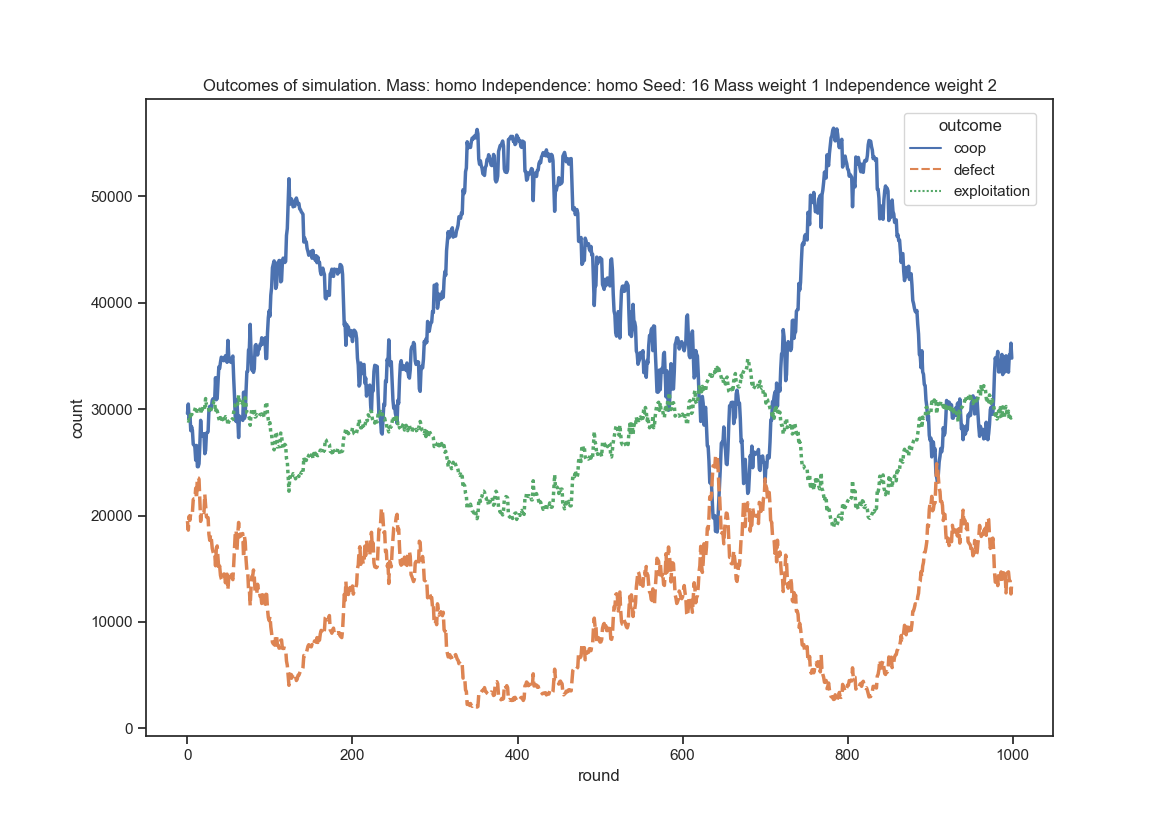 Outcomes of simulation. Mass: homo Independence: homo Seed: 16 Mass weight 1 Independence weight 2
outcome
coop
defect
exploitation
count
50000
40000
30000
20000
10000
0
0 200 400 600 800 1000
round